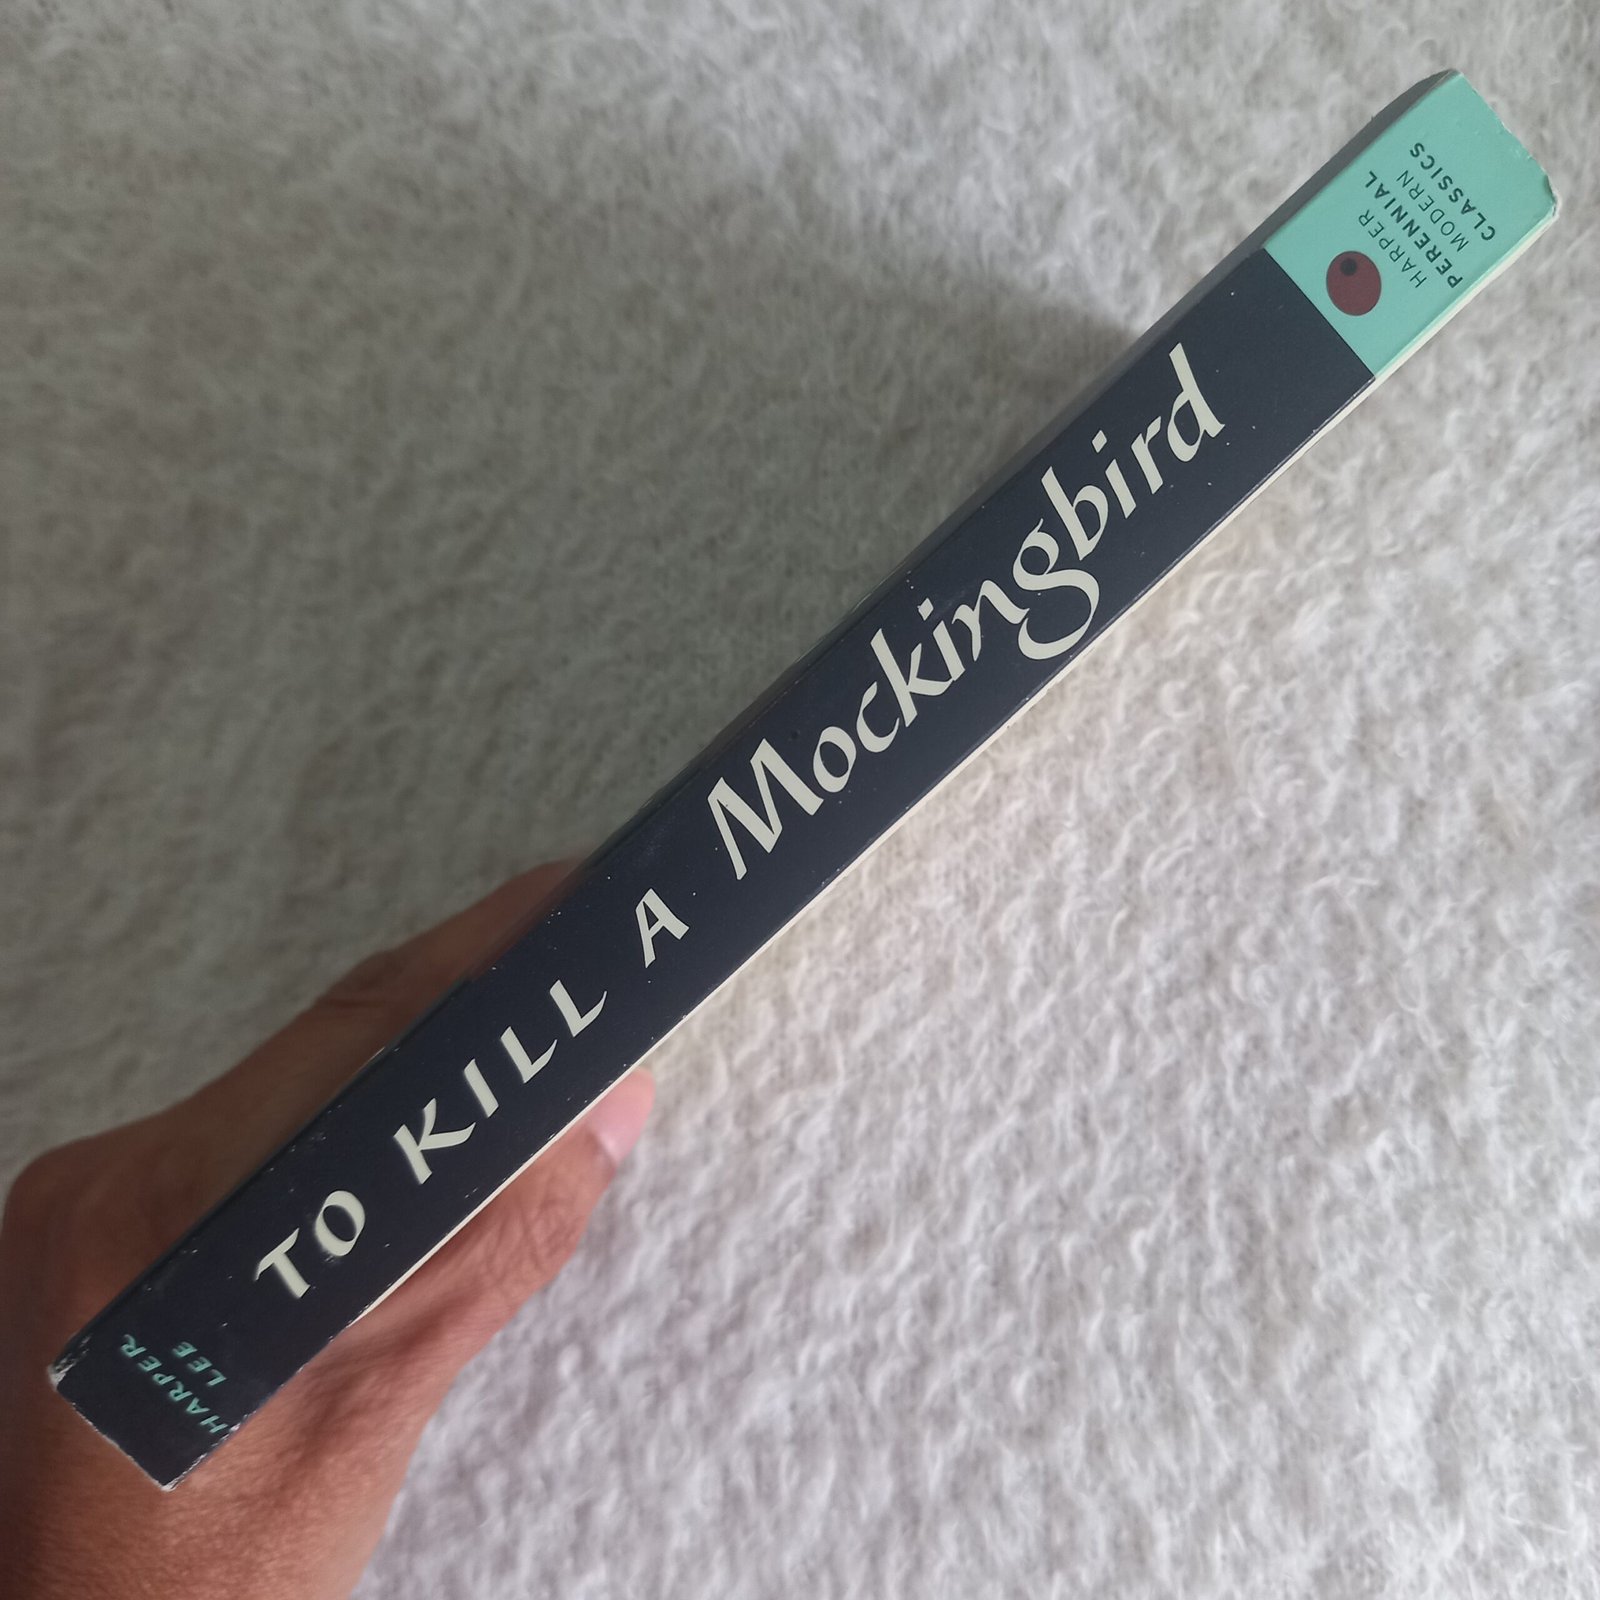 HARPER
LEE
TO KILL A Mockingbird
HARPER
PERENNIAL
MODERN
CLASSICS